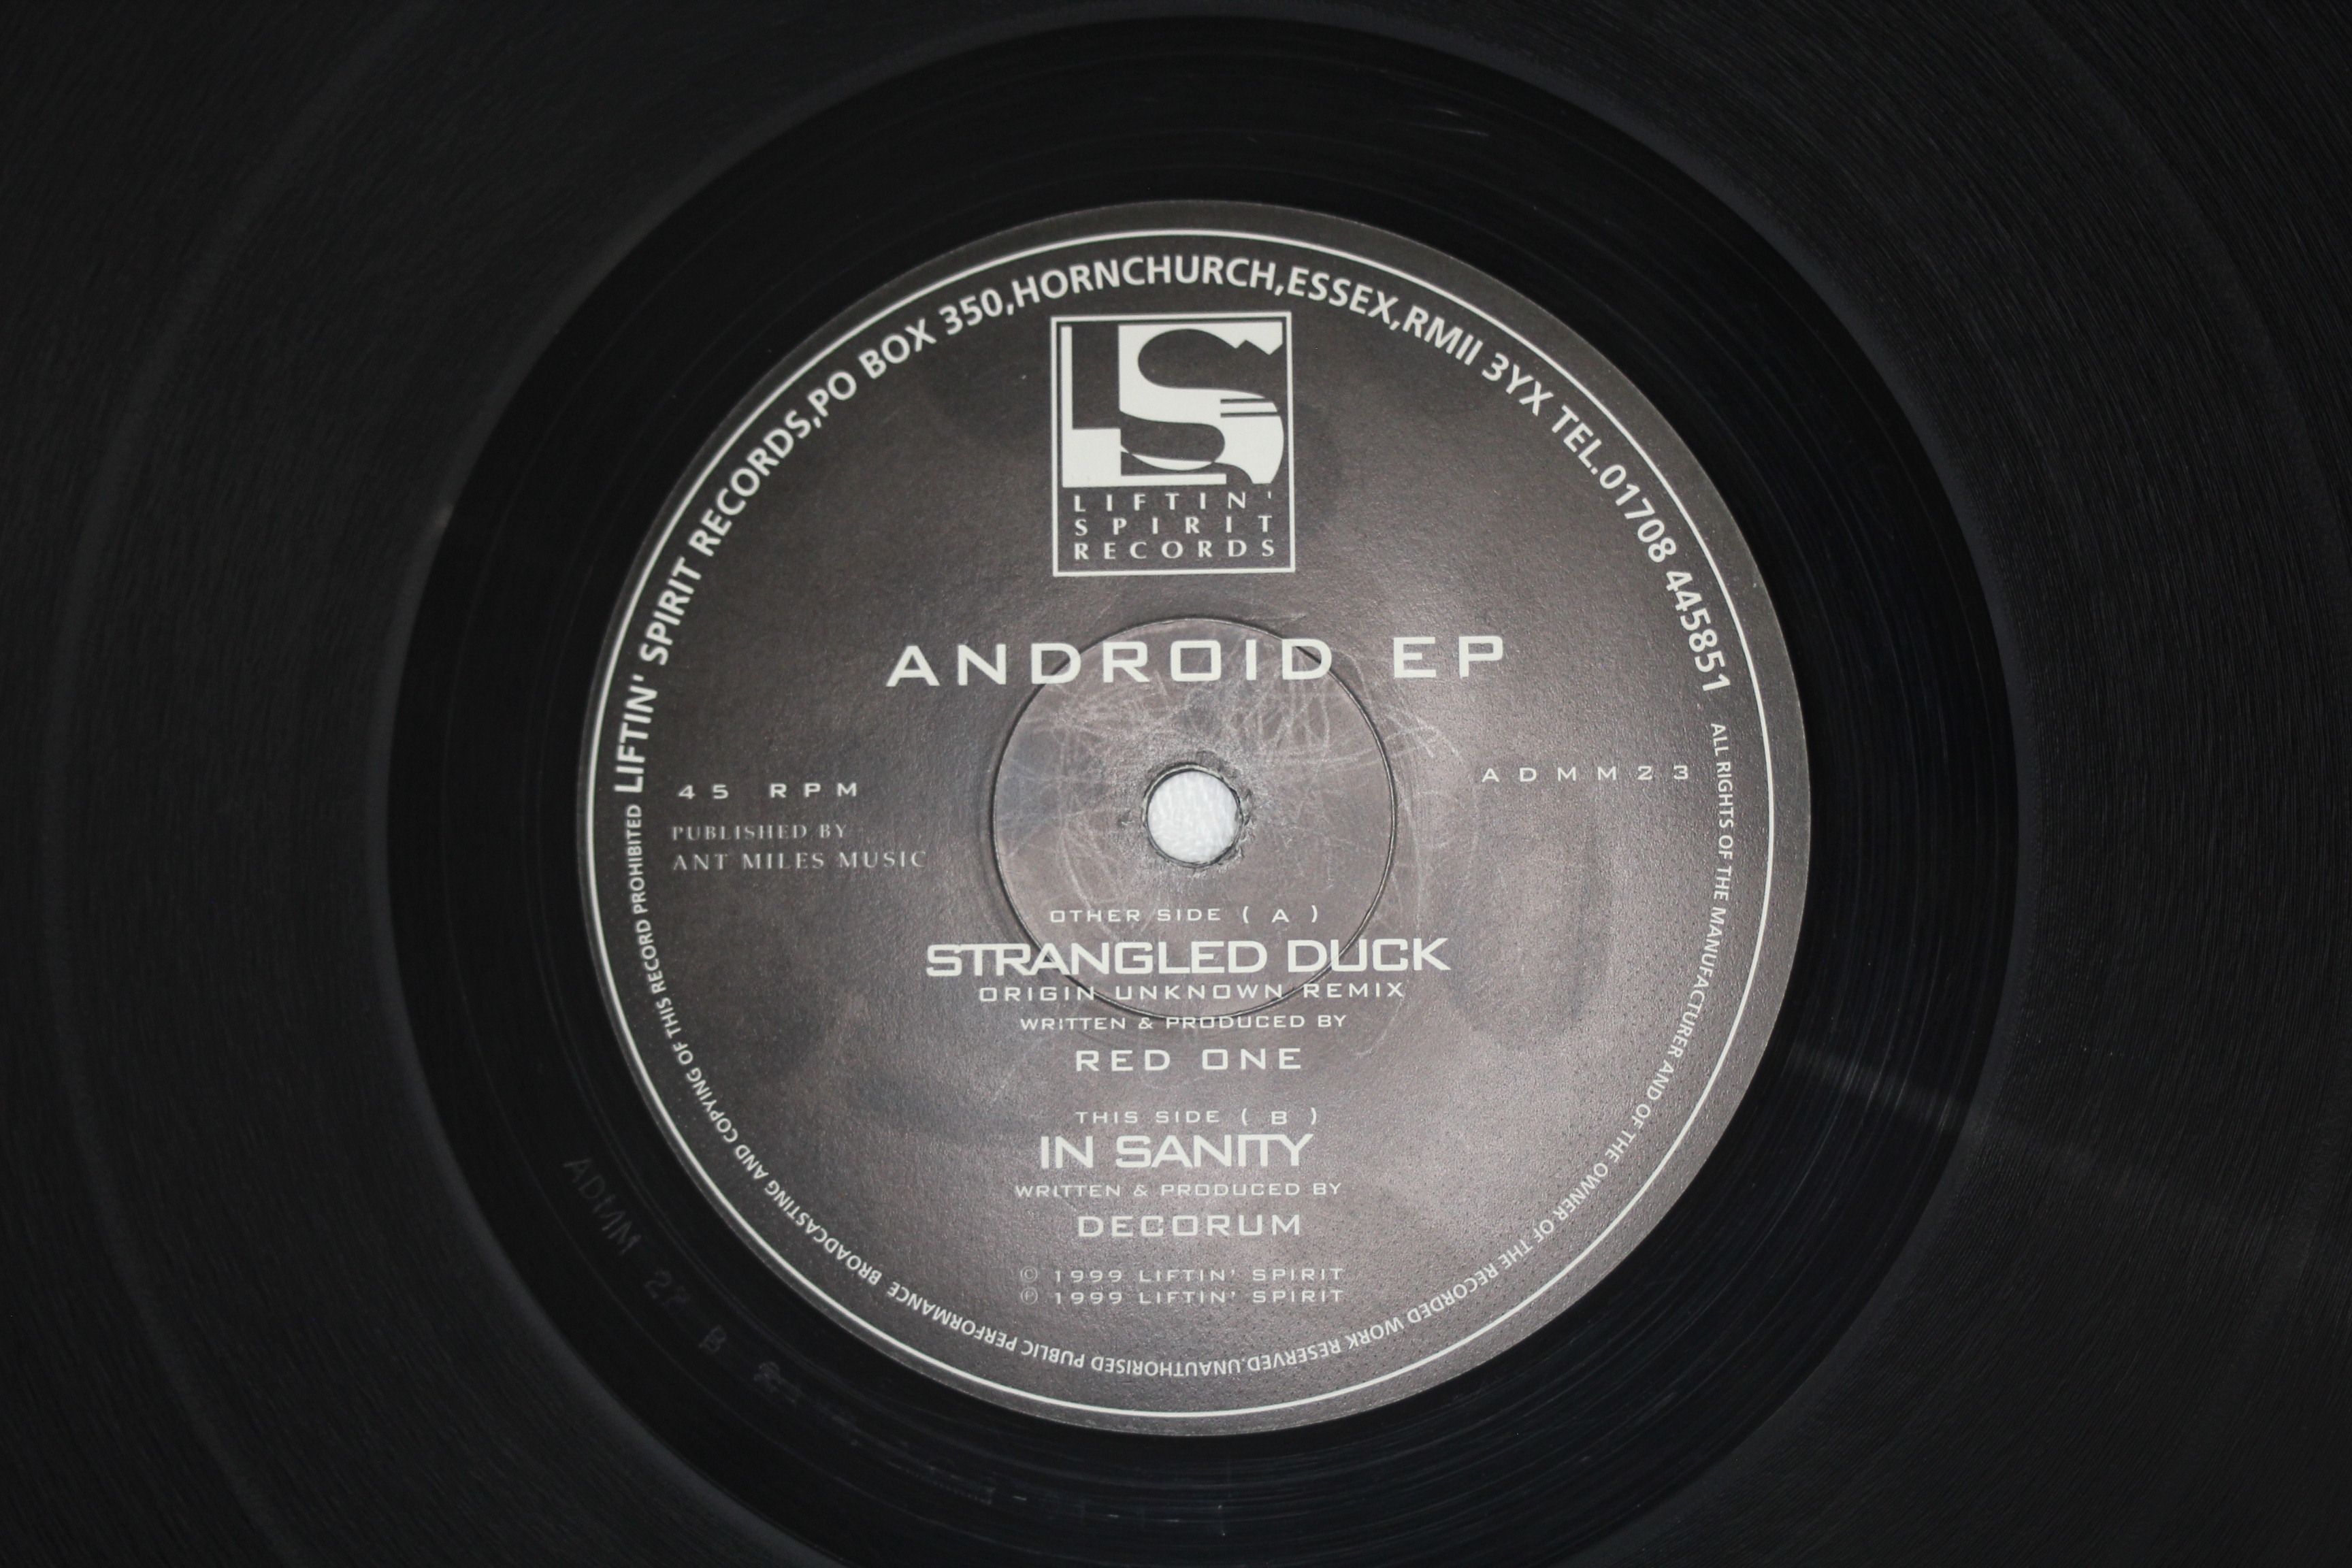 LIFTIN' SPIRIT RECORDS,PO BOX 350,HORNCHURCH,ESSEX,RM11 3YX TEL.01708 445851
LS
LIFTIN'
SPIRIT
RECORDS
ANDROID EP
45 RPM
ADMM23
PUBLISHED BY
ANT MILES MUSIC
OTHER SIDE ( A )
STRANGLED DUCK
ORIGIN UNKNOWN REMIX
WRITTEN & PRODUCED BY
RED ONE
THIS SIDE ( B )
IN SANITY
WRITTEN & PRODUCED BY
DECORUM
© 1999 LIFTIN' SPIRIT
℗ 1999 LIFTIN' SPIRIT
ALL RIGHTS OF THE MANUFACTURER AND OF THE OWNER OF THE RECORDED WORK RESERVED.UNAUTHORISED PUBLIC PERFORMANCE BROADCASTING AND COPYING OF THIS RECORD PROHIBITED
ADMM B